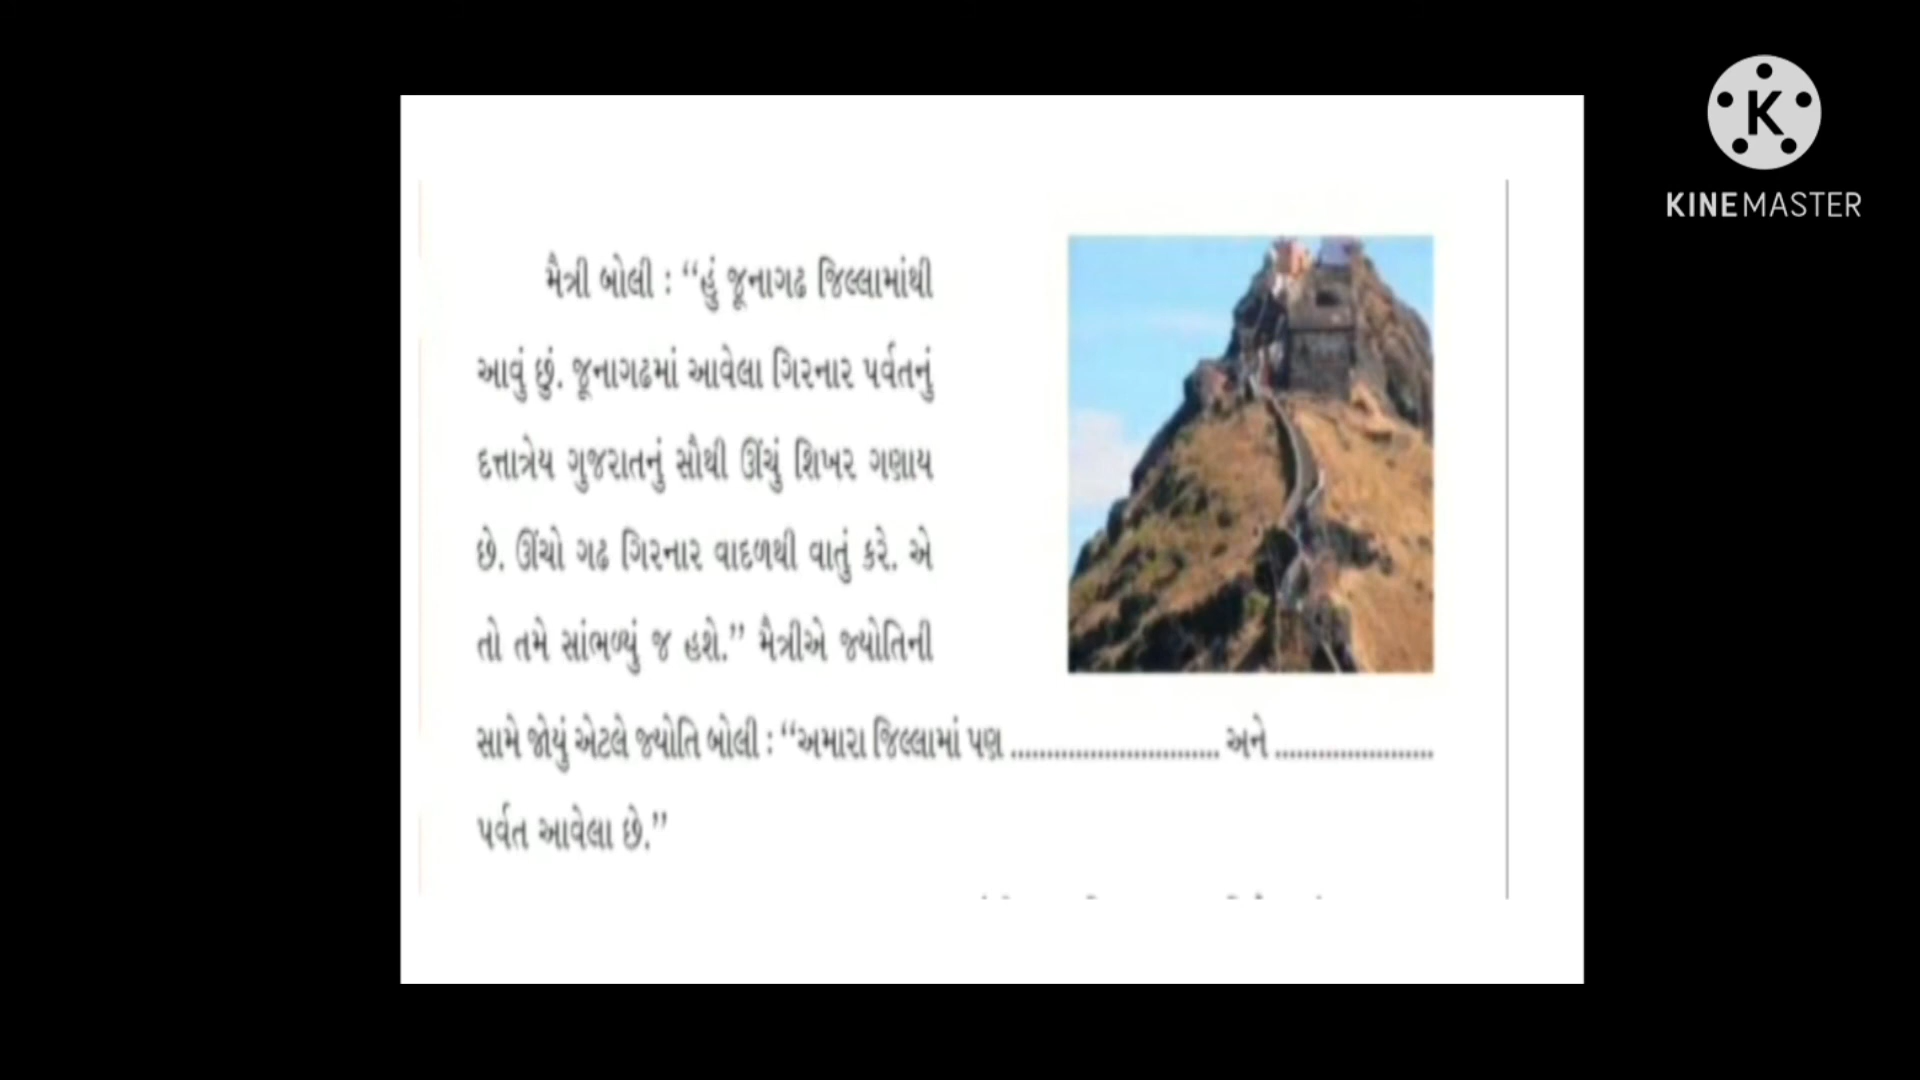 K
KINEMASTER
મૈત્રી બોલી : “હું જૂનાગઢ જિલ્લામાંથી
આવું છું. જૂનાગઢમાં આવેલા ગિરનાર પર્વતનું
દત્તાત્રેય ગુજરાતનું સૌથી ઊંચું શિખર ગણાય
છે. ઊંચો ગઢ ગિરનાર વાદળથી વાતું કરે. એ
તો તમે સાંભળ્યું જ હશે.” મૈત્રીએ જ્યોતિની
સામે જોયું એટલે જ્યોતિ બોલી : “અમારા જિલ્લામાં પણ ............................. અને ......................
પર્વત આવેલા છે.”